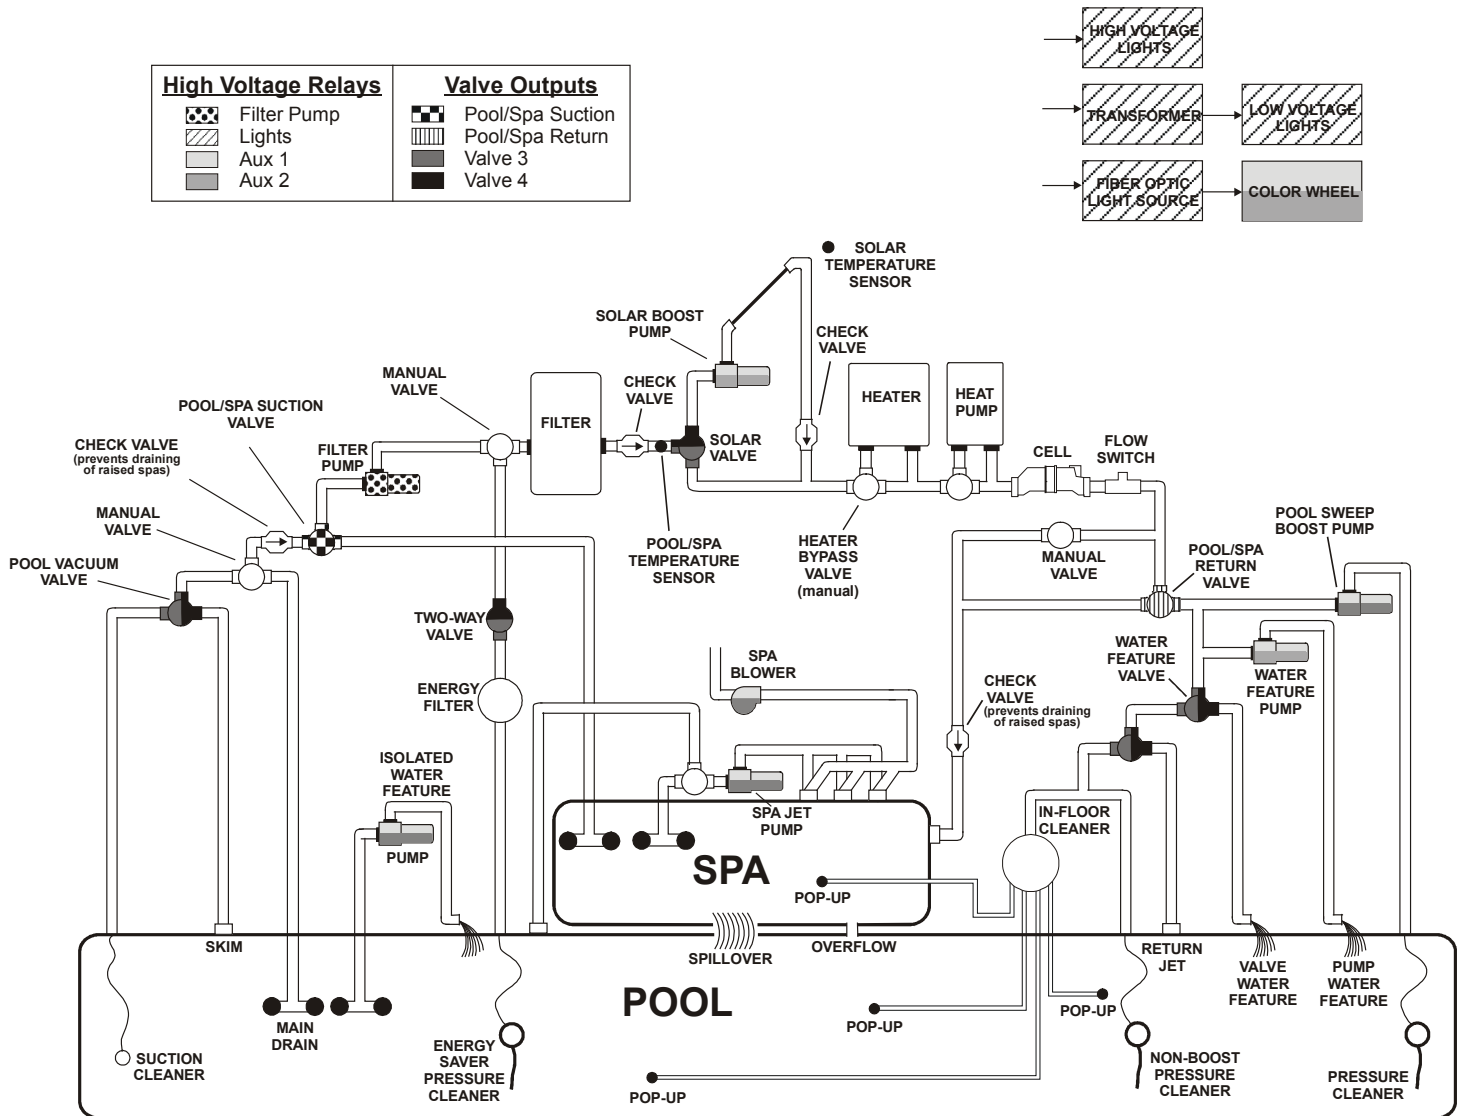 HIGH VOLTAGE
LIGHTS
TRANSFORMER
LOW VOLTAGE
LIGHTS
FIBER OPTIC
LIGHT SOURCE
COLOR WHEEL
High Voltage Relays
Filter Pump
Lights
Aux 1
Aux 2
Valve Outputs
Pool/Spa Suction
Pool/Spa Return
Valve 3
Valve 4
SOLAR
TEMPERATURE
SENSOR
SOLAR BOOST
PUMP
CHECK
VALVE
MANUAL
VALVE
CHECK
VALVE
FILTER
HEATER
HEAT
PUMP
POOL/SPA SUCTION
VALVE
SOLAR
VALVE
CELL
FLOW
SWITCH
CHECK VALVE
(prevents draining
of raised spas)
FILTER
PUMP
MANUAL
VALVE
POOL VACUUM
VALVE
POOL/SPA
TEMPERATURE
SENSOR
HEATER
BYPASS
VALVE
(manual)
MANUAL
VALVE
POOL SWEEP
BOOST PUMP
POOL/SPA
RETURN
VALVE
TWO-WAY
VALVE
SPA
BLOWER
WATER
FEATURE
VALVE
WATER
FEATURE
PUMP
ENERGY
FILTER
CHECK
VALVE
(prevents draining
of raised spas)
ISOLATED
WATER
FEATURE
PUMP
SPA JET
PUMP
IN-FLOOR
CLEANER
SPA
POP-UP
SKIM
SPILLOVER
OVERFLOW
RETURN
JET
VALVE
WATER
FEATURE
PUMP
WATER
FEATURE
POOL
MAIN
DRAIN
POP-UP
POP-UP
SUCTION
CLEANER
ENERGY
SAVER
PRESSURE
CLEANER
POP-UP
NON-BOOST
PRESSURE
CLEANER
PRESSURE
CLEANER